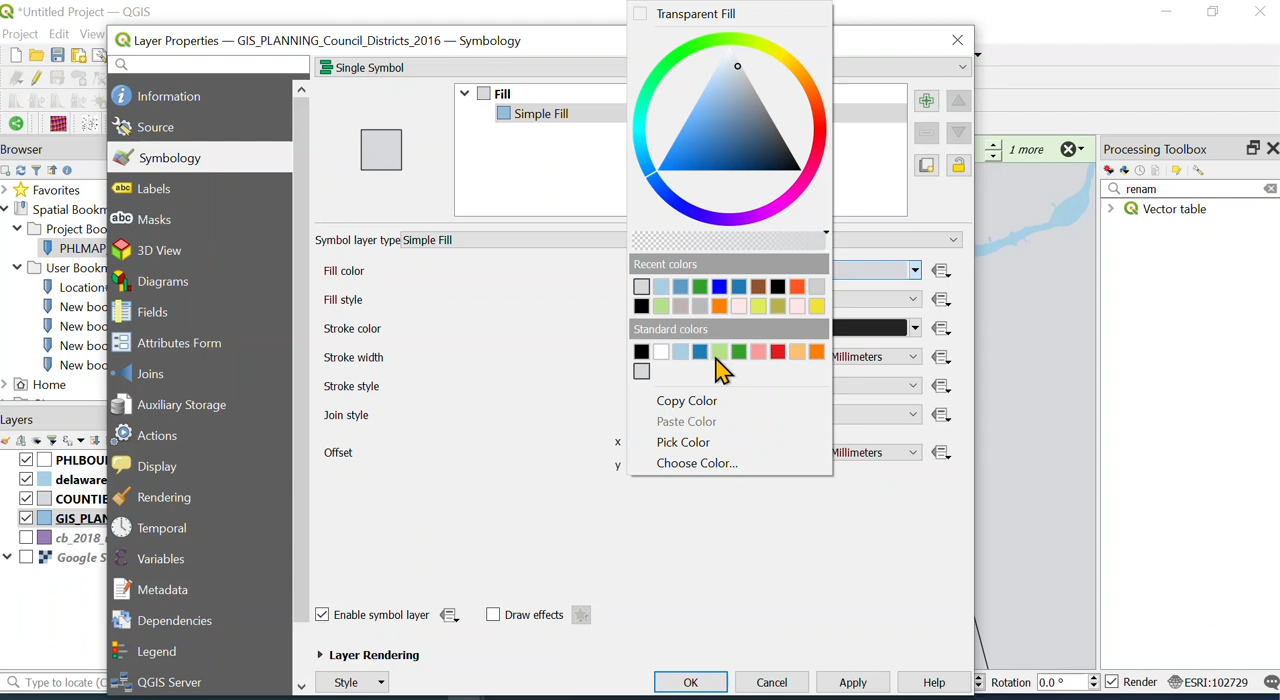 *Untitled Project — QGIS
Project Edit View
Layer Properties — GIS_PLANNING_Council_Districts_2016 — Symbology
Information
Source
Symbology
Labels
Masks
3D View
Diagrams
Fields
Attributes Form
Joins
Auxiliary Storage
Actions
Display
Rendering
Temporal
Variables
Metadata
Dependencies
Legend
QGIS Server
Single Symbol
Fill
Simple Fill
Symbol layer type Simple Fill
Fill color
Fill style
Stroke color
Stroke width
Millimeters
Stroke style
Join style
Offset
x
y
Millimeters
Enable symbol layer
Draw effects
Layer Rendering
Style
OK
Cancel
Apply
Help
Transparent Fill
Recent colors
Standard colors
Copy Color
Paste Color
Pick Color
Choose Color...
Browser
Favorites
Spatial Bookm
Project Boo
PHLMAP
User Bookm
Location
New boo
New boo
New boo
New boo
Home
Layers
PHLBOU
delaware
COUNTIE
GIS_PLAN
cb_2018_
Google S
Type to locate (C
1 more
Processing Toolbox
renam
Vector table
Rotation 0.0 °
Render
ESRI:102729